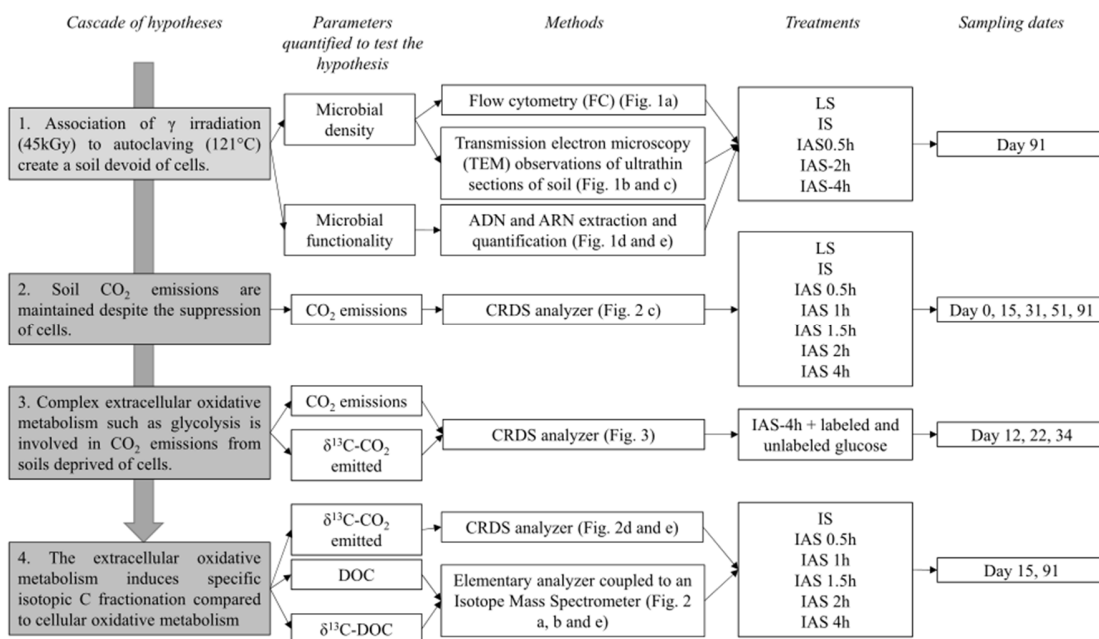 Cascade of hypotheses
Parameters
quantified to test the
hypothesis
Methods
Treatments
Sampling dates
1. Association of γ irradiation
(45kGy) to autoclaving (121°C)
create a soil devoid of cells.
Microbial
density
Microbial
functionality
Flow cytometry (FC) (Fig. 1a)
Transmission electron microscopy
(TEM) observations of ultrathin
sections of soil (Fig. 1b and c)
ADN and ARN extraction and
quantification (Fig. 1d and e)
LS
IS
IAS0.5h
IAS-2h
IAS-4h
Day 91
2. Soil CO₂ emissions are
maintained despite the suppression
of cells.
CO₂ emissions
CRDS analyzer (Fig. 2 c)
LS
IS
IAS 0.5h
IAS 1h
IAS 1.5h
IAS 2h
IAS 4h
Day 0, 15, 31, 51, 91
3. Complex extracellular oxidative
metabolism such as glycolysis is
involved in CO₂ emissions from
soils deprived of cells.
CO₂ emissions
δ¹³C-CO₂
emitted
CRDS analyzer (Fig. 3)
IAS-4h + labeled and
unlabeled glucose
Day 12, 22, 34
4. The extracellular oxidative
metabolism induces specific
isotopic C fractionation compared
to cellular oxidative metabolism
δ¹³C-CO₂
emitted
DOC
δ¹³C-DOC
CRDS analyzer (Fig. 2d and e)
Elementary analyzer coupled to an
Isotope Mass Spectrometer (Fig. 2
a, b and e)
IS
IAS 0.5h
IAS 1h
IAS 1.5h
IAS 2h
IAS 4h
Day 15, 91